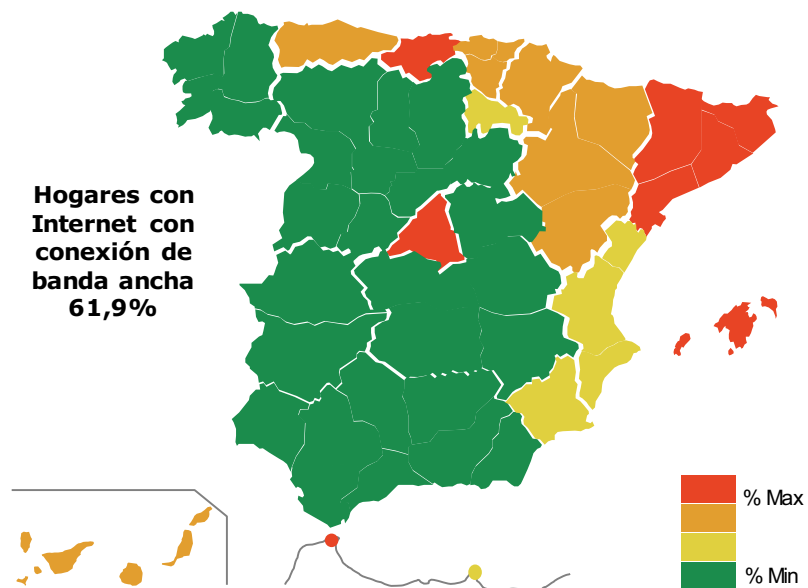 Hogares con
Internet con
conexión de
banda ancha
61,9%
% Max
% Min